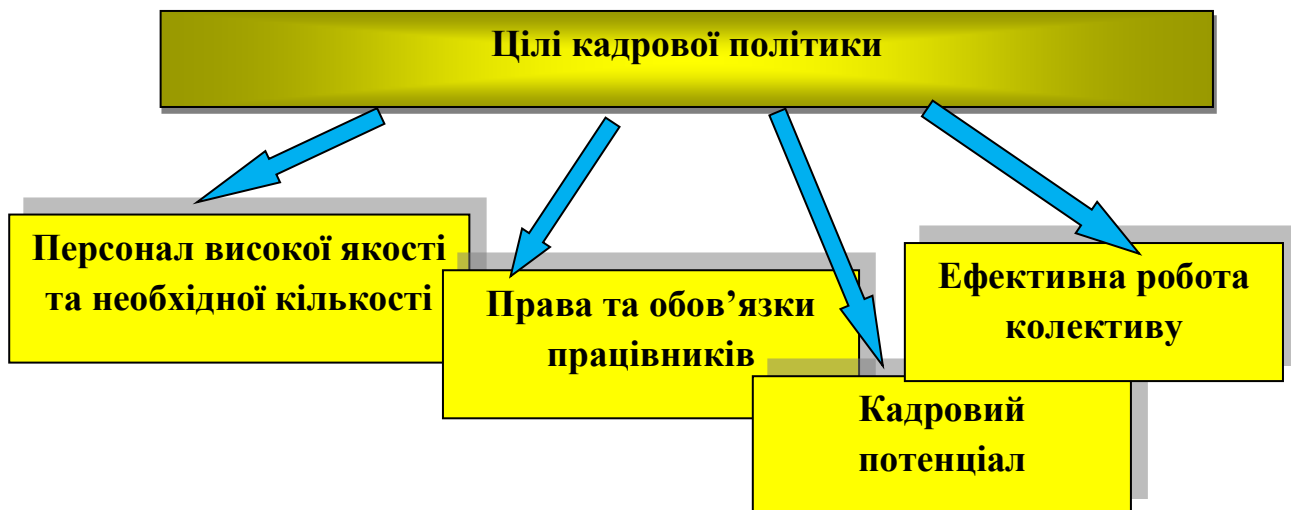 Цілі кадрової політики
Персонал високої якості
та необхідної кількості
Права та обов’язки
працівників
Кадровий
потенціал
Ефективна робота
колективу